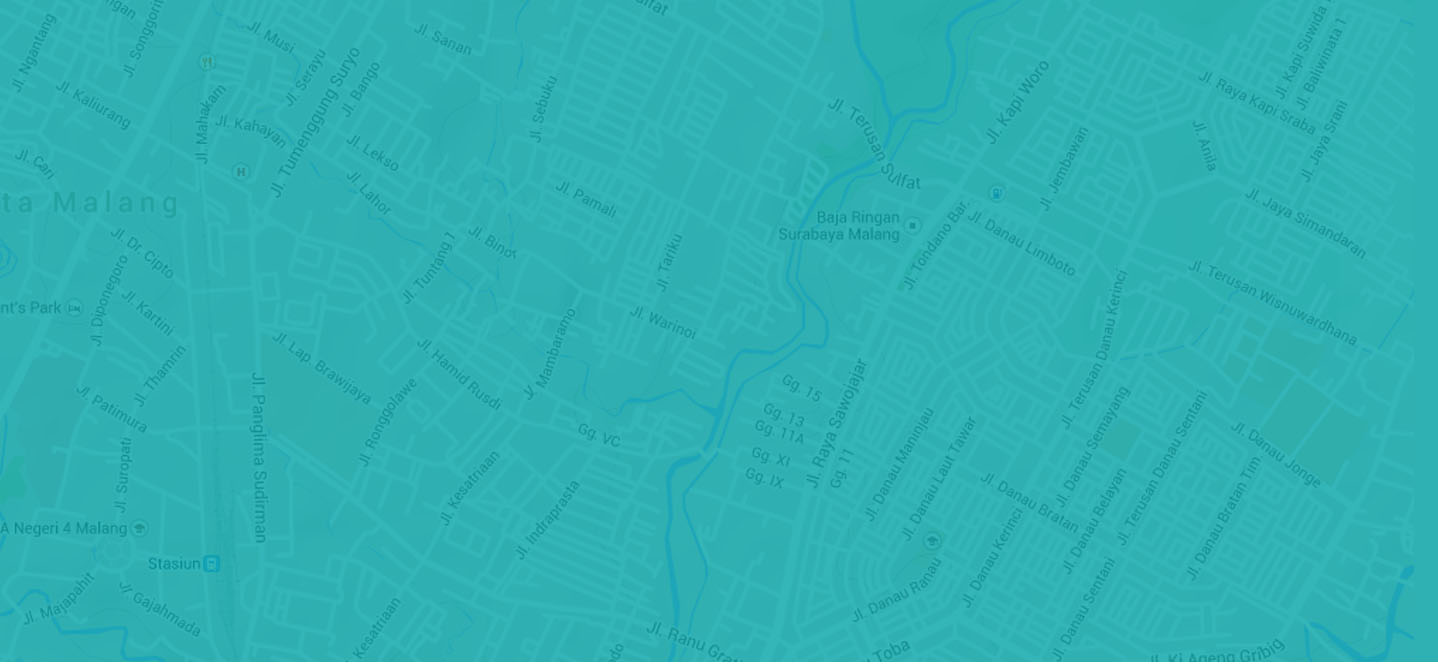 Jl. Ngantang
Jl. Musi
Jl. Serayu
Jl. Sanan
Jl. Kapi Suwida
Jl. Baliwinata 1
Jl. Kaliurang
Jl. Mahakam
Jl. Tumenggung Suryo
Jl. Bango
Jl. Sebuku
Jl. Terusan Sulfat
Jl. Kapi Woro
Jl. Raya Kapi Sraba
Jl. Kahayan
Jl. Lekso
Jl. Anila
Jl. Jaya Srani
Jl. Jembawan
H
Jl. Lahor
Jl. Pamali
ta Malang
Baja Ringan
Surabaya Malang
Jl. Tondano Bar.
Jl. Danau Limboto
Jl. Jaya Simandaran
Jl. Dr. Cipto
Jl. Binor
Jl. Tuntang 1
Jl. Tariku
Jl. Terusan Wisnuwardhana
Jl. Diponegoro
nt's Park
Jl. Kartini
Jl. Warinoi
Jl. Terusan Danau Kerinci
Jl. Thamrin
Jl. Lap. Brawijaya
Jl. Hamid Rusdi
Jl. Mambaramo
Jl. Patimura
Jl. Panglima Sudirman
Jl. Ronggolawe
Gg. 15
Gg. 13
Gg. 11A
Gg. VC
Gg. XI
Gg. IX
Jl. Raya Sawojajar
Gg. 11
Jl. Danau Maninjau
Jl. Danau Laut Tawar
Jl. Danau Semayang
Jl. Terusan Danau Sentani
Jl. Danau Jonge
Jl. Suropati
Jl. Kesatriaan
Jl. Indraprasta
Jl. Danau Bratan
Jl. Danau Belayan
Jl. Danau Bratan Tim.
A Negeri 4 Malang
Stasiun
Jl. Danau Kerinci
Jl. Danau Ranau
Jl. Danau Sentani
Jl. Majapahit
Jl. Gajahmada
Kesatriaan
Jl. Ranu Grati
Toba
Jl. Ki Ageng Gribig